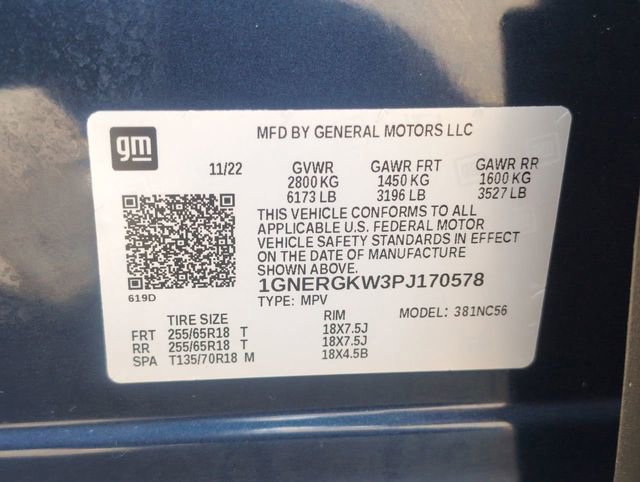 gm
MFD BY GENERAL MOTORS LLC
11/22 GVWR GAWR FRT GAWR RR
2800 KG 1450 KG 1600 KG
6173 LB 3196 LB 3527 LB
THIS VEHICLE CONFORMS TO ALL
APPLICABLE U.S. FEDERAL MOTOR
VEHICLE SAFETY STANDARDS IN EFFECT
ON THE DATE OF MANUFACTURE
SHOWN ABOVE.
619D
1GNERGKW3PJ170578
TYPE: MPV MODEL: 381NC56
TIRE SIZE RIM
FRT 255/65R18 T 18X7.5J
RR 255/65R18 T 18X7.5J
SPA T135/70R18 M 18X4.5B